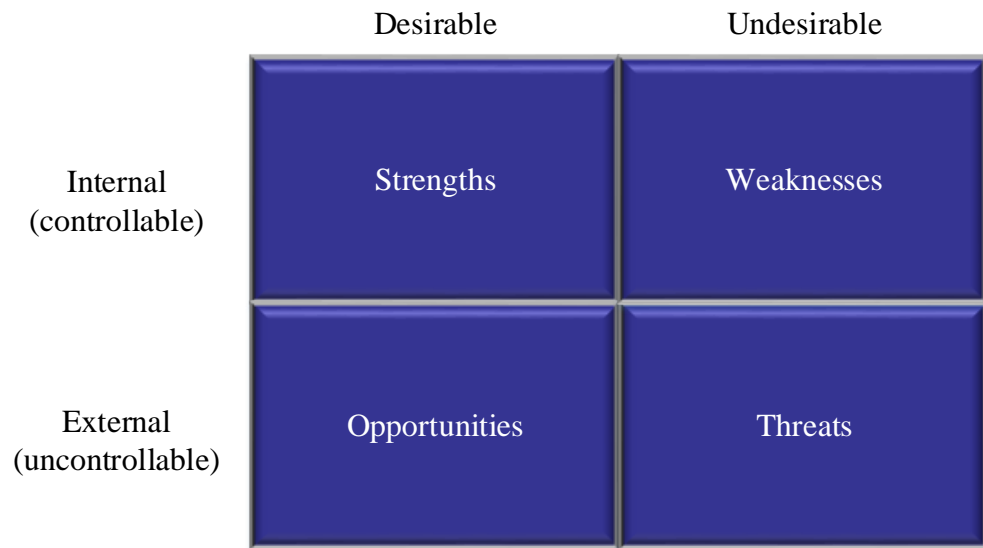 Desirable Undesirable
Internal
(controllable)
Strengths Weaknesses
External
(uncontrollable)
Opportunities Threats